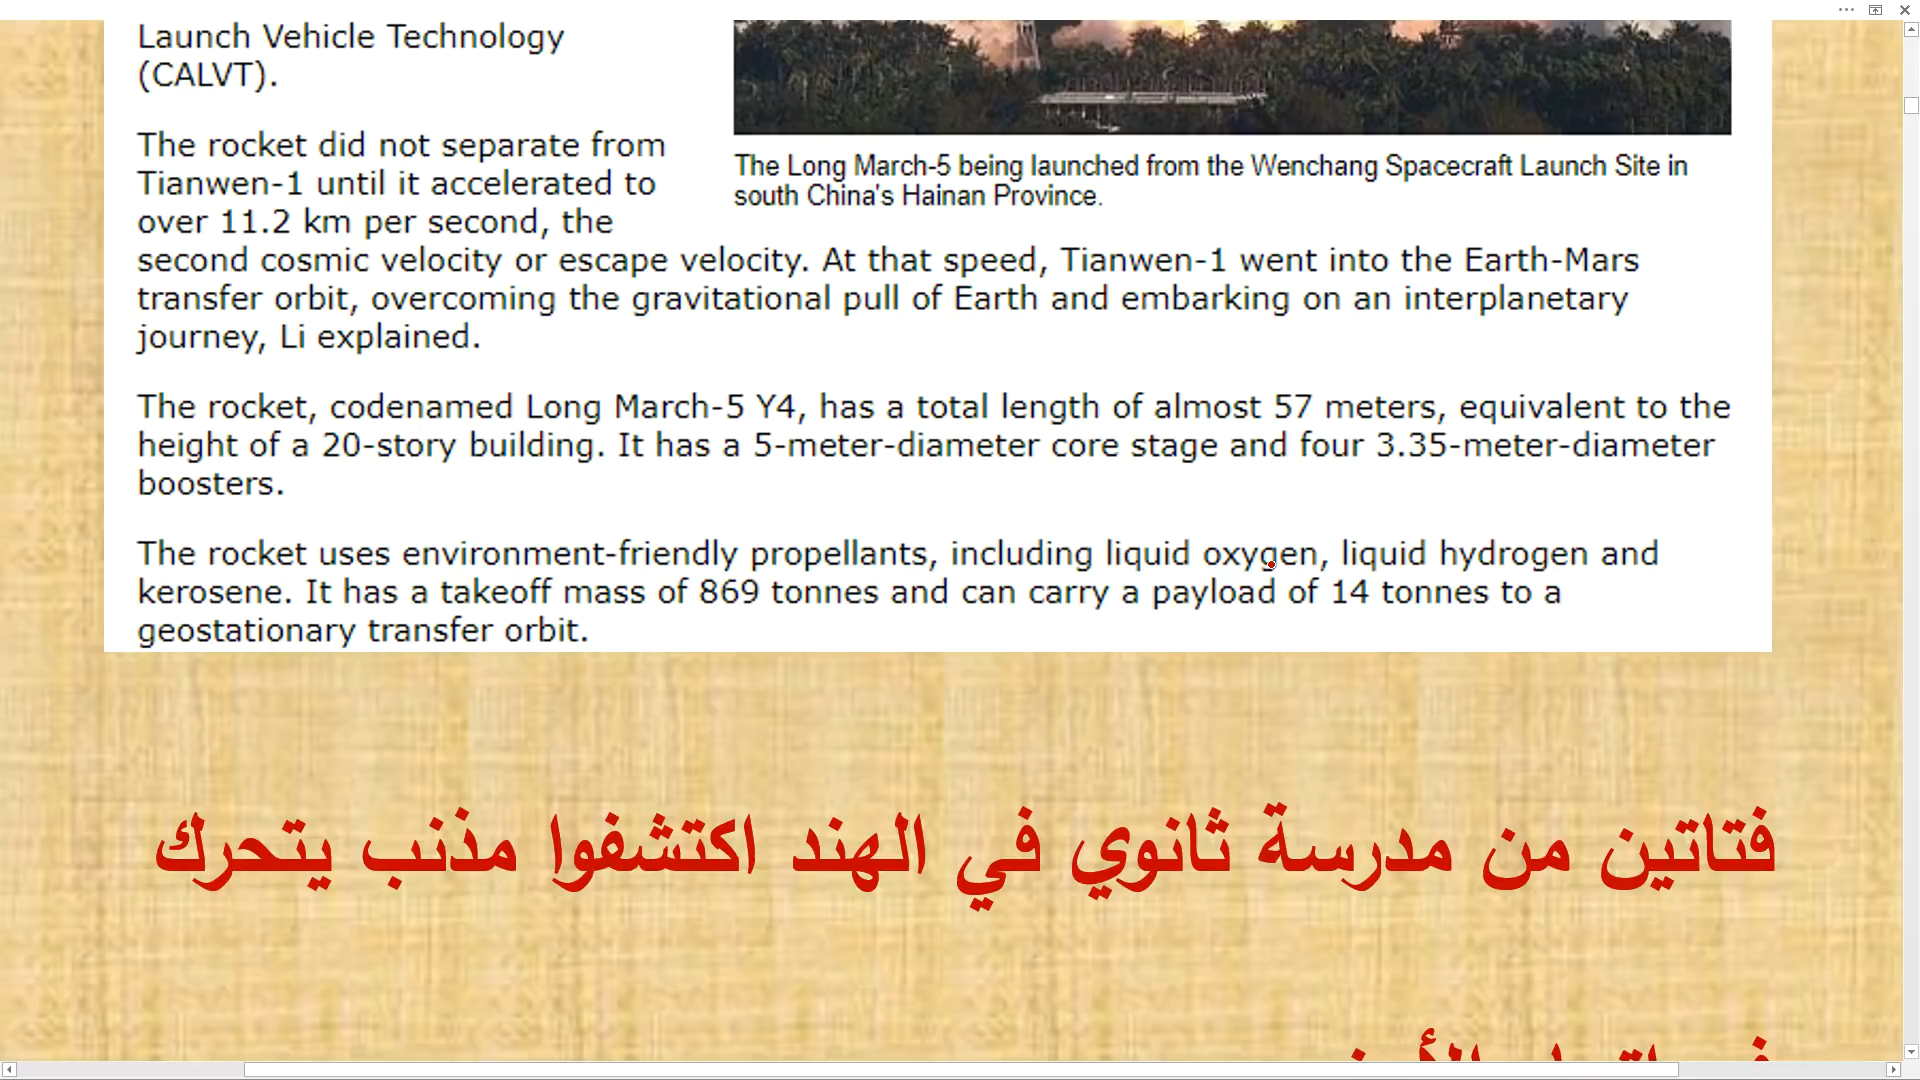 Launch Vehicle Technology
(CALVT).
The rocket did not separate from
Tianwen-1 until it accelerated to
over 11.2 km per second, the
second cosmic velocity or escape velocity. At that speed, Tianwen-1 went into the Earth-Mars
transfer orbit, overcoming the gravitational pull of Earth and embarking on an interplanetary
journey, Li explained.
The Long March-5 being launched from the Wenchang Spacecraft Launch Site in
south China's Hainan Province.
The rocket, codenamed Long March-5 Y4, has a total length of almost 57 meters, equivalent to the
height of a 20-story building. It has a 5-meter-diameter core stage and four 3.35-meter-diameter
boosters.
The rocket uses environment-friendly propellants, including liquid oxygen, liquid hydrogen and
kerosene. It has a takeoff mass of 869 tonnes and can carry a payload of 14 tonnes to a
geostationary transfer orbit.
فتاتين من مدرسة ثانوي في الهند اكتشفوا مذنب يتحرك